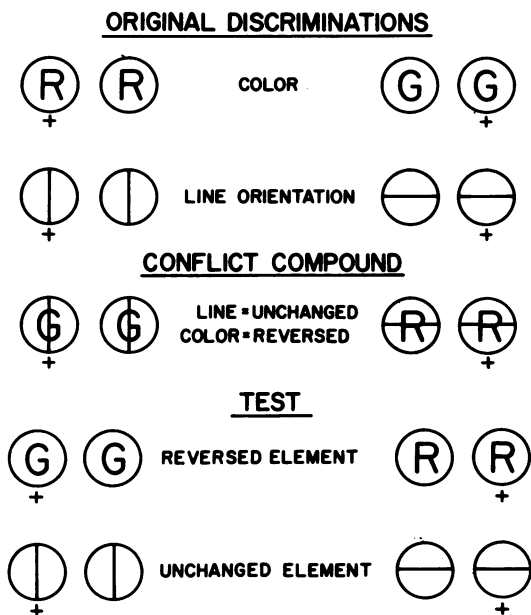 ORIGINAL DISCRIMINATIONS
R R COLOR G G
+ +
LINE ORIENTATION
+ +
CONFLICT COMPOUND
G G LINE=UNCHANGED R R
COLOR=REVERSED
+ +
TEST
G G REVERSED ELEMENT R R
+ +
UNCHANGED ELEMENT
+ +